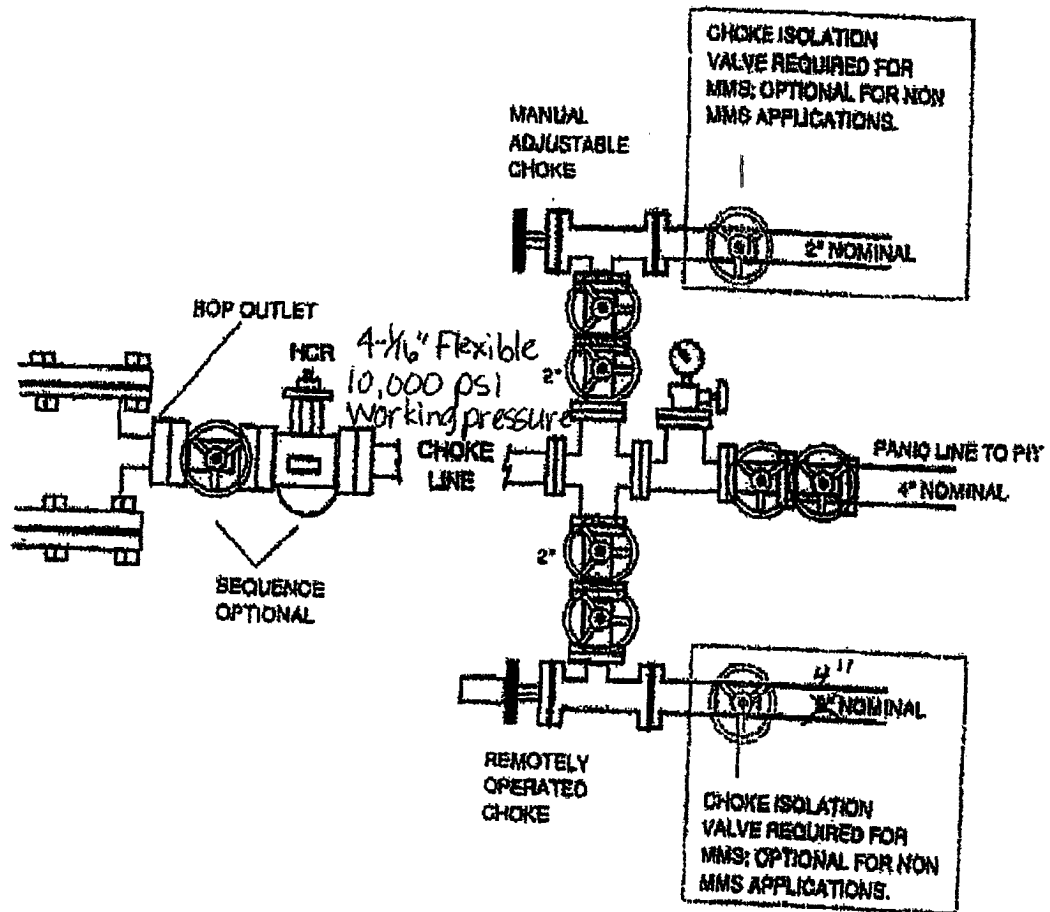 CHOKE ISOLATION
VALVE REQUIRED FOR
MMS; OPTIONAL FOR NON
MMS APPLICATIONS.
MANUAL
ADJUSTABLE
CHOKE
2" NOMINAL
BOP OUTLET
HCR
4-1/16" Flexible
10,000 psi
Working pressure
2"
CHOKE
LINE
PANIC LINE TO PIT
4" NOMINAL
2"
SEQUENCE
OPTIONAL
4"
NOMINAL
REMOTELY
OPERATED
CHOKE
CHOKE ISOLATION
VALVE REQUIRED FOR
MMS; OPTIONAL FOR NON
MMS APPLICATIONS.